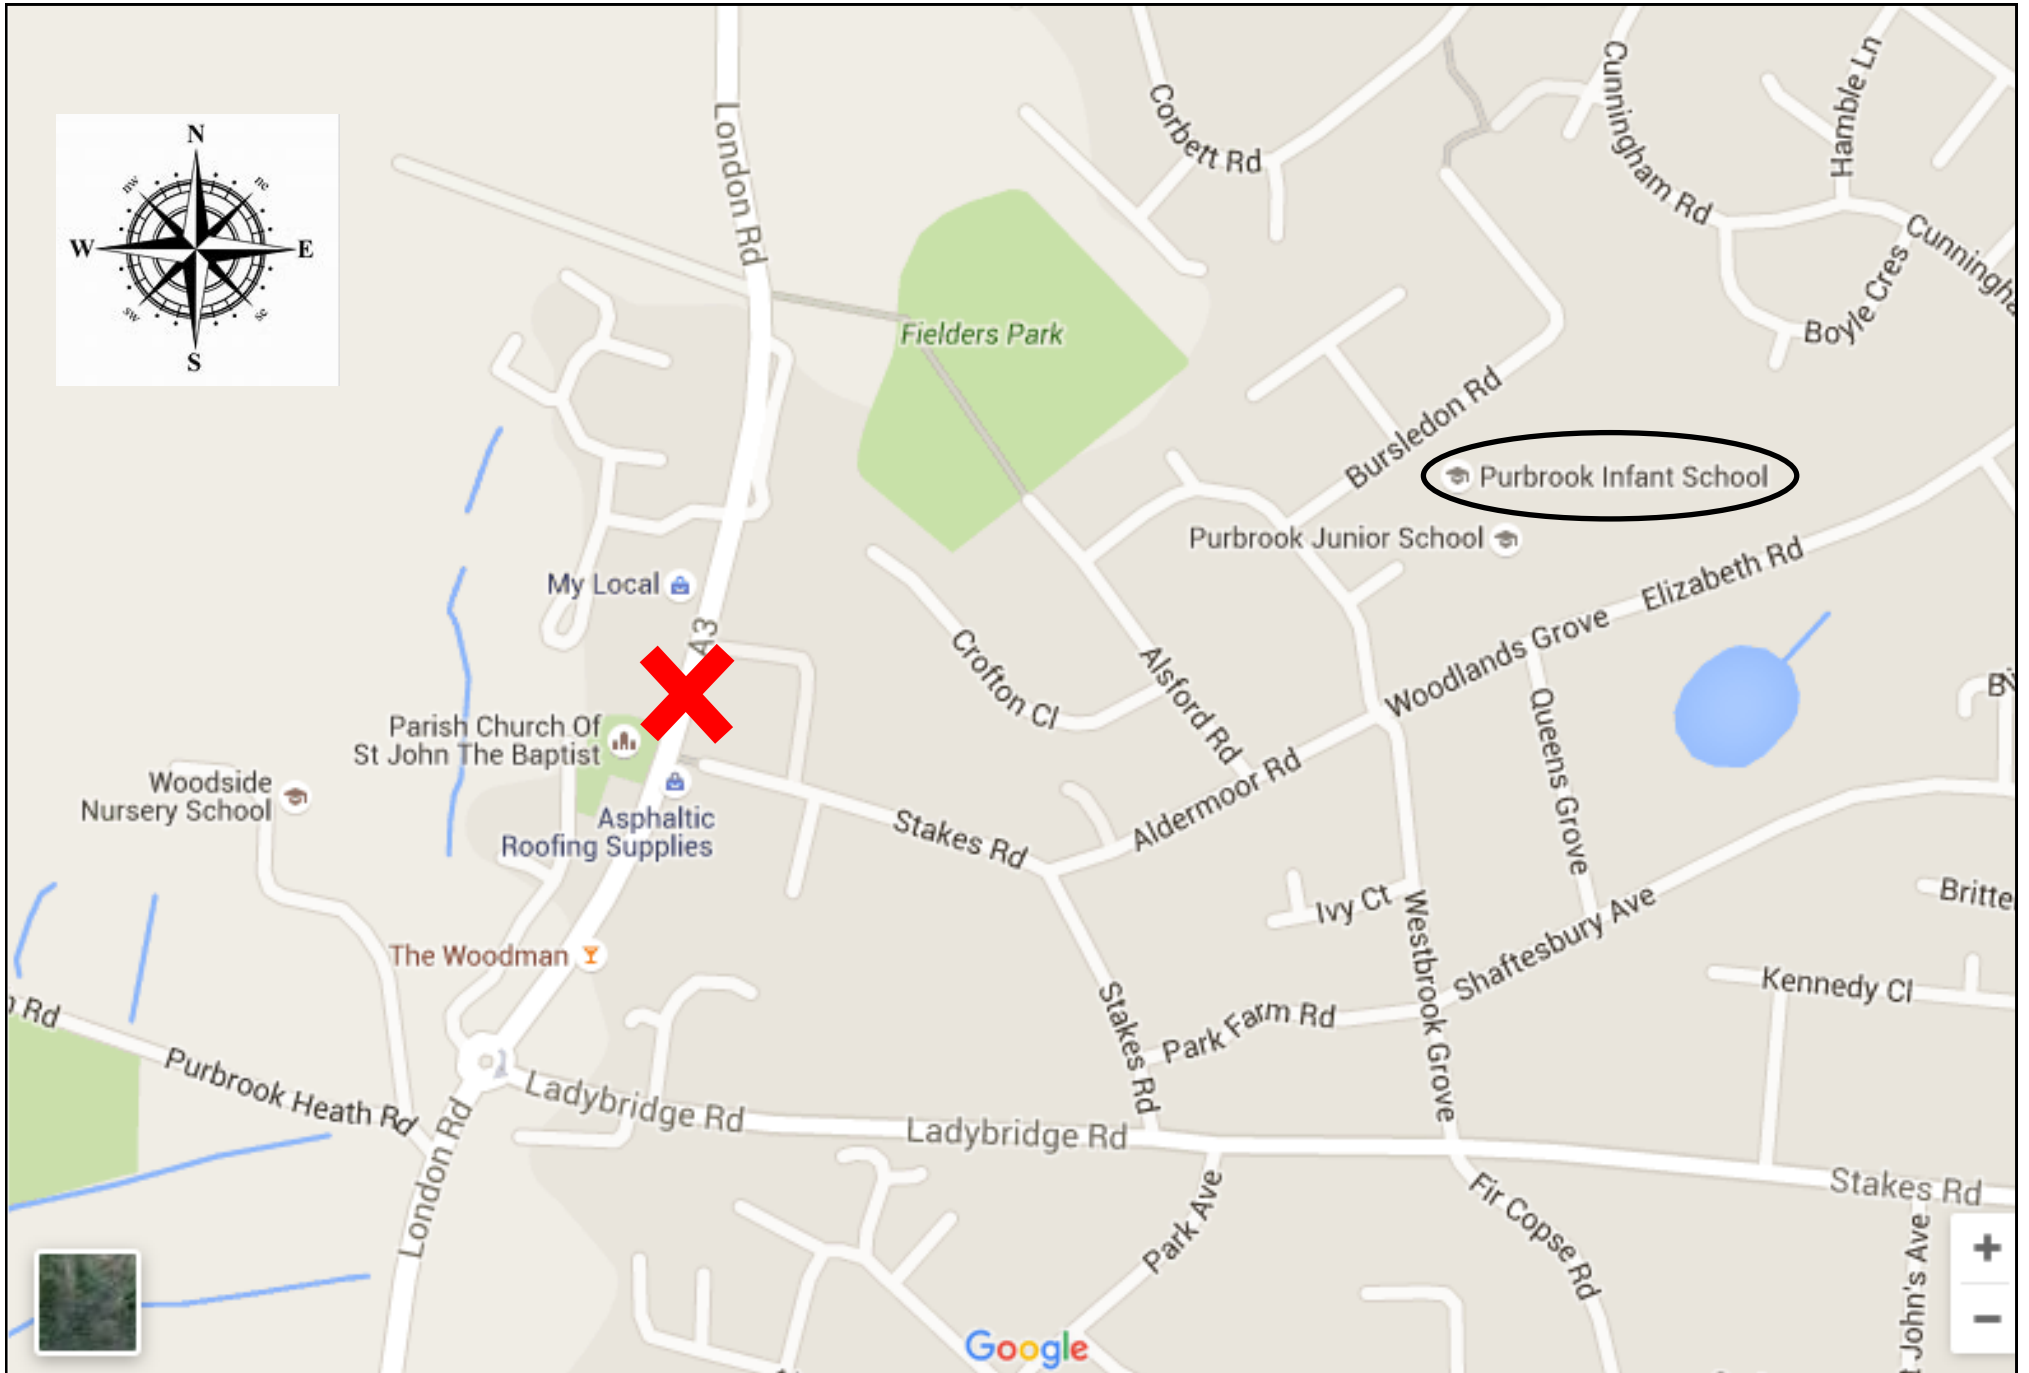 N
nw
ne
W
E
sw
se
S
London Rd
Corbett Rd
Cunningham Rd
Hamble Ln
Boyle Cres
Fielders Park
Bursledon Rd
Purbrook Infant School
Purbrook Junior School
Elizabeth Rd
Woodlands Grove
My Local
A3
Crofton Cl
Alsford Rd
Queens Grove
Parish Church Of
St John The Baptist
Woodside
Nursery School
Asphaltic
Roofing Supplies
Stakes Rd
Aldermoor Rd
Ivy Ct
Westbrook Grove
Shaftesbury Ave
Kennedy Cl
The Woodman
Stakes Rd
Park Farm Rd
Rd
Purbrook Heath Rd
Ladybridge Rd
Ladybridge Rd
London Rd
Stakes Rd
Park Ave
Fir Copse Rd
John's Ave
Google
+
−